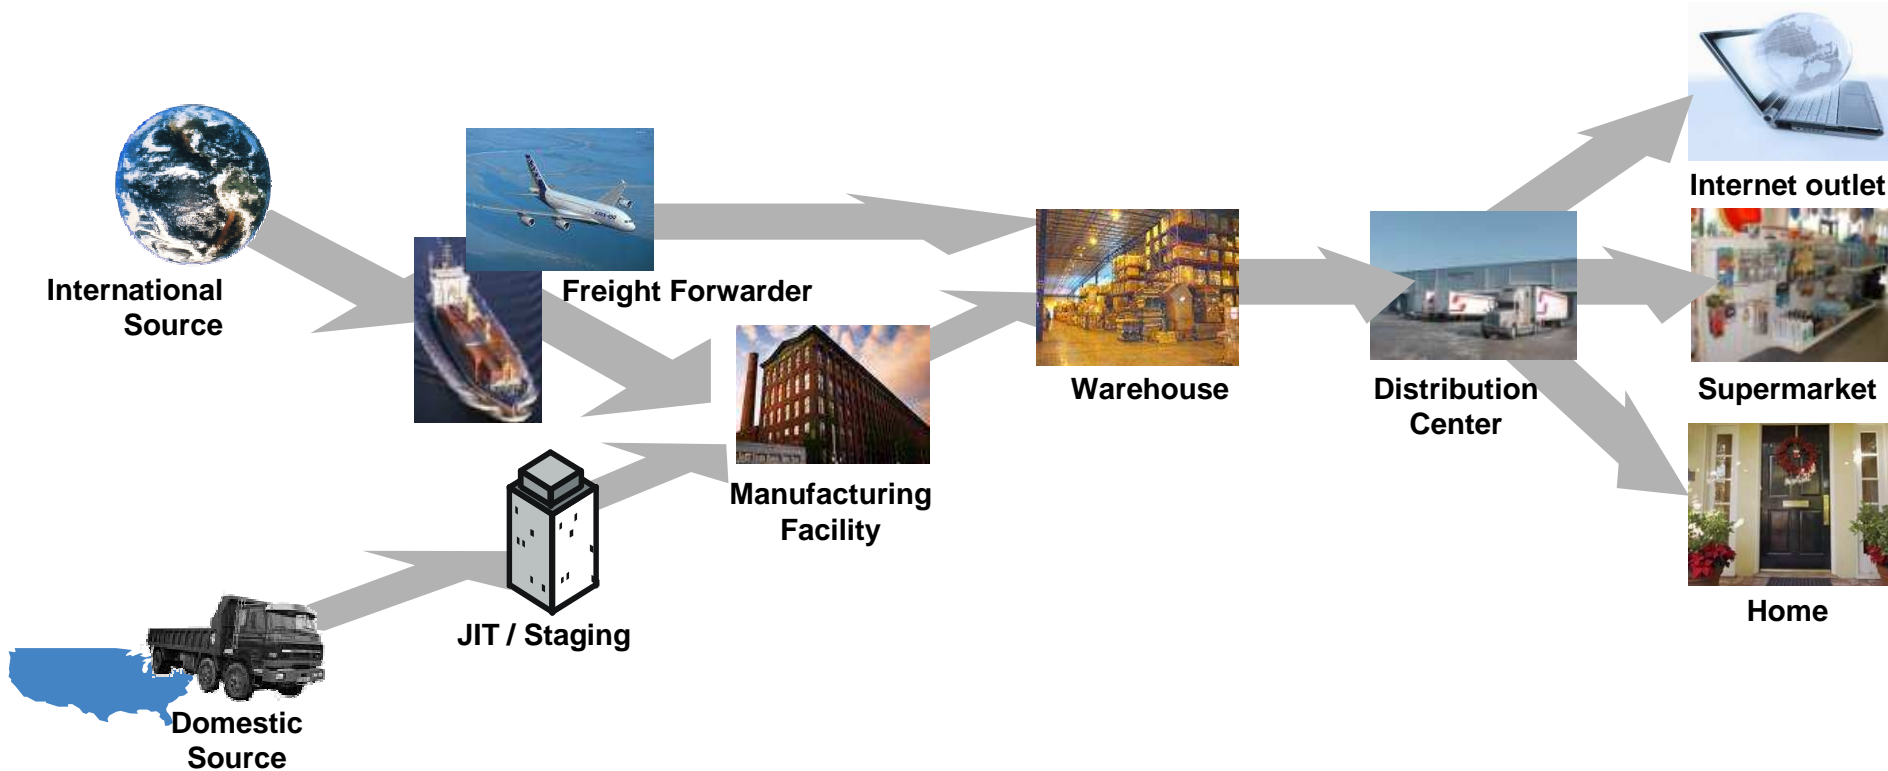 International
Source
Freight Forwarder
Domestic
Source
JIT / Staging
Manufacturing
Facility
Warehouse
Distribution
Center
Internet outlet
Supermarket
Home